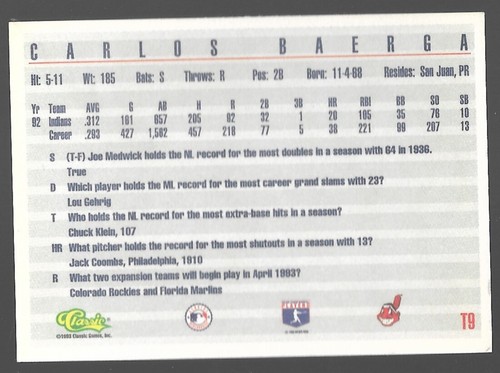 CARLOS BAERGA
Ht: 5-11 Wt: 185 Bats: S Throws: R Pos: 2B Born: 11-4-68 Resides: San Juan, PR
Yr Team AVG G AB H R 2B 3B HR RBI BB SO SB
92 Indians .312 161 657 205 92 32 1 20 105 35 76 10
Career .293 427 1,562 457 218 77 5 38 221 99 207 13
S (T-F) Joe Medwick holds the NL record for the most doubles in a season with 64 in 1936.
True
D Which player holds the ML record for the most career grand slams with 23?
Lou Gehrig
T Who holds the NL record for the most extra-base hits in a season?
Chuck Klein, 107
HR What pitcher holds the record for the most shutouts in a season with 13?
Jack Coombs, Philadelphia, 1910
R What two expansion teams will begin play in April 1993?
Colorado Rockies and Florida Marlins
Classic
©1993 Classic Games, Inc.
PLAYERS
T9